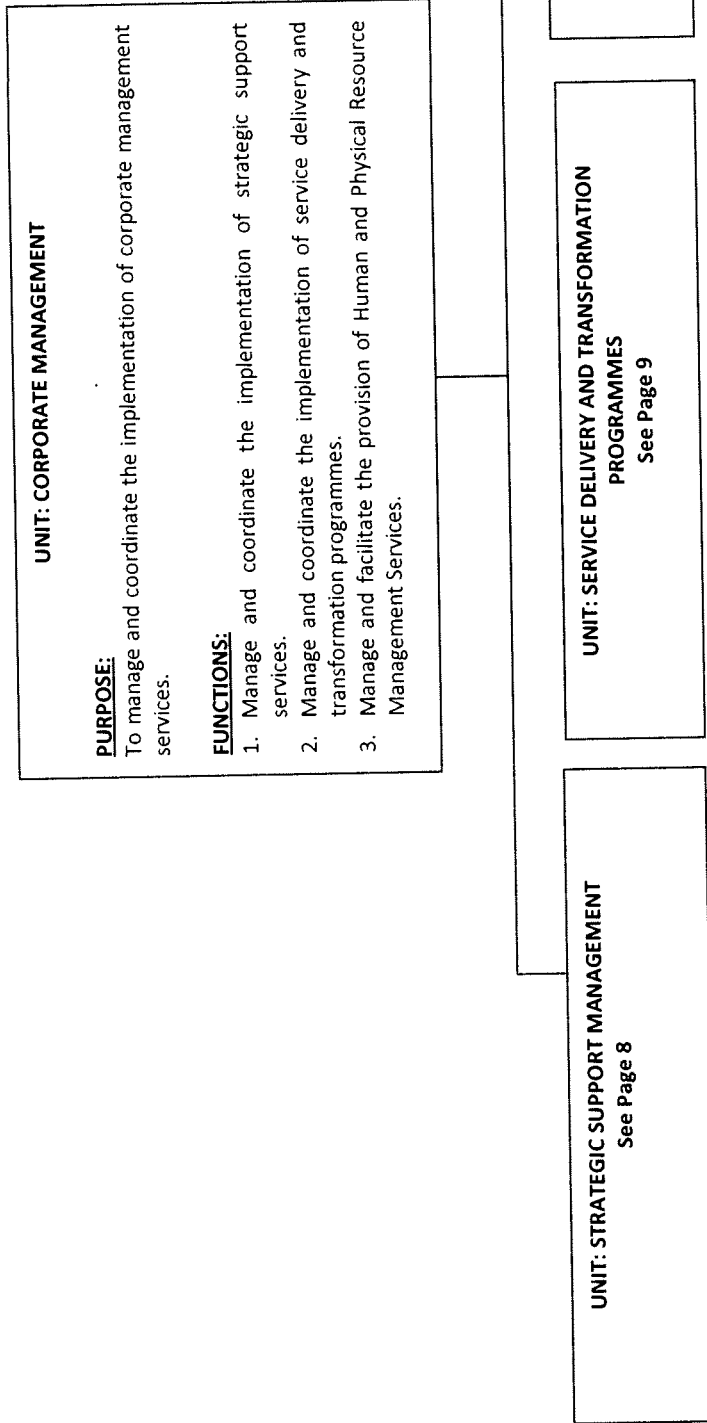 UNIT: CORPORATE MANAGEMENT
PURPOSE:
To manage and coordinate the implementation of corporate management
services.
FUNCTIONS:
1. Manage and coordinate the implementation of strategic support
services.
2. Manage and coordinate the implementation of service delivery and
transformation programmes.
3. Manage and facilitate the provision of Human and Physical Resource
Management Services.
UNIT: STRATEGIC SUPPORT MANAGEMENT
See Page 8
UNIT: SERVICE DELIVERY AND TRANSFORMATION
PROGRAMMES
See Page 9